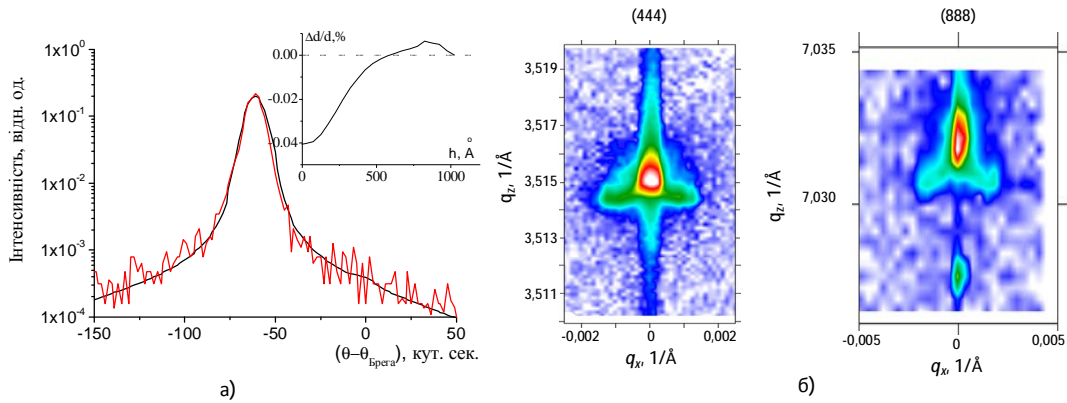 Інтенсивність, відн. од.
1x10⁰
1x10⁻¹
1x10⁻²
1x10⁻³
1x10⁻⁴
-150
-100
-50
0
50
(θ–θБрега), кут. сек.
Δd/d,%
0.00
-0.02
-0.04
0
500
1000
h, Å
а)
(444)
3,519
3,517
3,515
3,513
3,511
qz, 1/Å
-0,002
0
0,002
qx, 1/Å
(888)
7,035
7,030
qz, 1/Å
-0,005
0
0,005
qx, 1/Å
б)